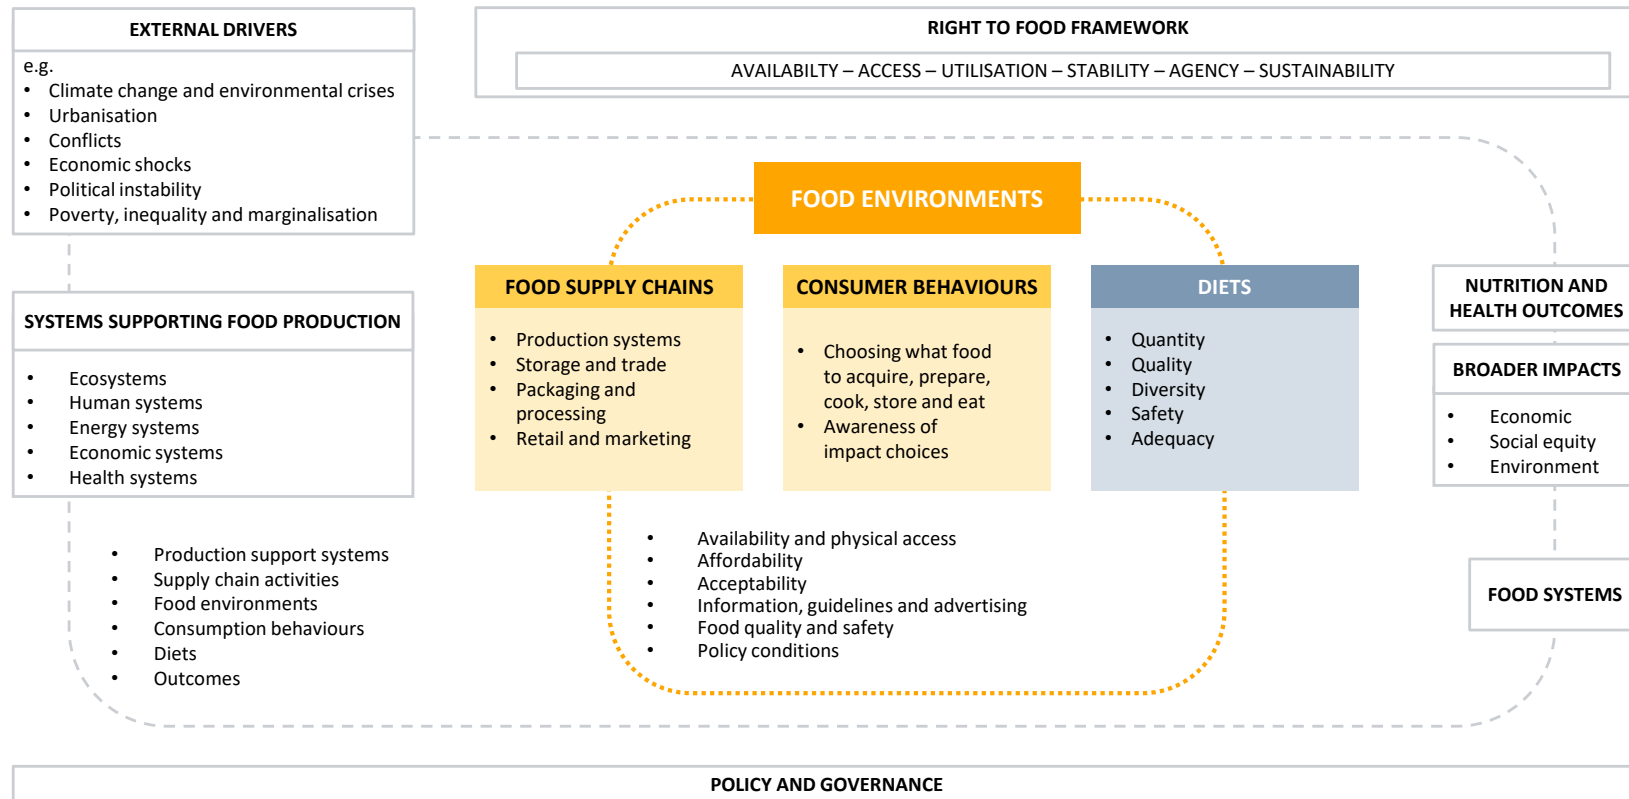 EXTERNAL DRIVERS
e.g.
• Climate change and environmental crises
• Urbanisation
• Conflicts
• Economic shocks
• Political instability
• Poverty, inequality and marginalisation
RIGHT TO FOOD FRAMEWORK
AVAILABILTY – ACCESS – UTILISATION – STABILITY – AGENCY – SUSTAINABILITY
FOOD ENVIRONMENTS
SYSTEMS SUPPORTING FOOD PRODUCTION
• Ecosystems
• Human systems
• Energy systems
• Economic systems
• Health systems
FOOD SUPPLY CHAINS
• Production systems
• Storage and trade
• Packaging and
processing
• Retail and marketing
CONSUMER BEHAVIOURS
• Choosing what food
to acquire, prepare,
cook, store and eat
• Awareness of
impact choices
DIETS
• Quantity
• Quality
• Diversity
• Safety
• Adequacy
NUTRITION AND
HEALTH OUTCOMES
BROADER IMPACTS
• Economic
• Social equity
• Environment
• Production support systems
• Supply chain activities
• Food environments
• Consumption behaviours
• Diets
• Outcomes
• Availability and physical access
• Affordability
• Acceptability
• Information, guidelines and advertising
• Food quality and safety
• Policy conditions
FOOD SYSTEMS
POLICY AND GOVERNANCE